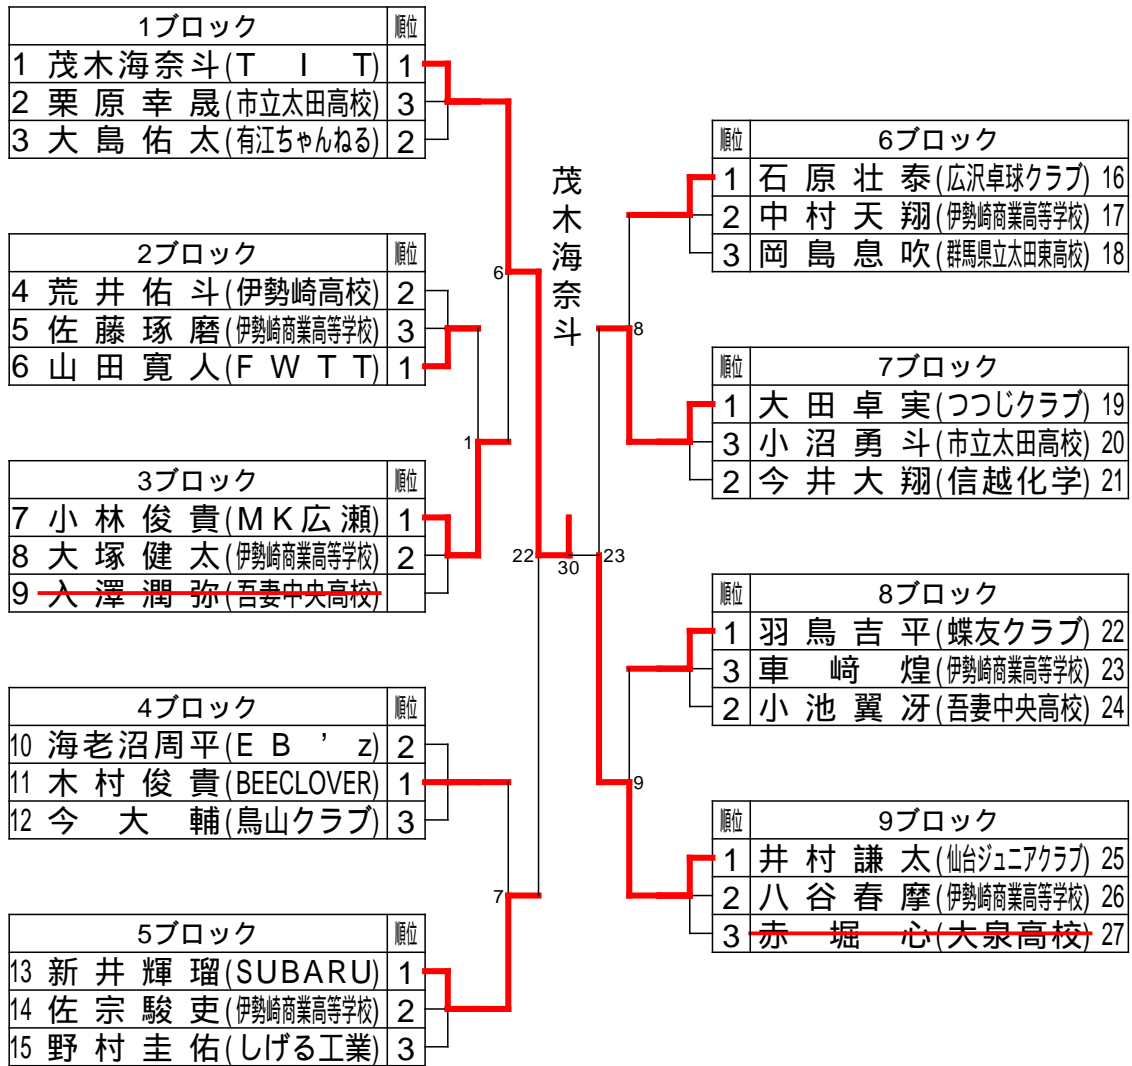 1ブロック 順位
1 茂木海奈斗(T I T) 1
2 栗原幸晟(市立太田高校) 3
3 大島佑太(有江ちゃんねる) 2
2ブロック 順位
4 荒井佑斗(伊勢崎高校) 2
5 佐藤琢磨(伊勢崎商業高等学校) 3
6 山田寛人(F W T T) 1
3ブロック 順位
7 小林俊貴(MK広瀬) 1
8 大塚健太(伊勢崎商業高等学校) 2
9 入澤潤弥(吾妻中央高校)
4ブロック 順位
10 海老沼周平(E B ' z) 2
11 木村俊貴(BEECLOVER) 1
12 今大輔(鳥山クラブ) 3
5ブロック 順位
13 新井輝瑠(SUBARU) 1
14 佐宗駿吏(伊勢崎商業高等学校) 2
15 野村圭佑(しげる工業) 3
6
1
22
7
茂木海奈斗
30
23
8
9
順位 6ブロック
1 石原壮泰(広沢卓球クラブ) 16
2 中村天翔(伊勢崎商業高等学校) 17
3 岡島息吹(群馬県立太田東高校) 18
順位 7ブロック
1 大田卓実(つつじクラブ) 19
3 小沼勇斗(市立太田高校) 20
2 今井大翔(信越化学) 21
順位 8ブロック
1 羽鳥吉平(蝶友クラブ) 22
3 車﨑煌(伊勢崎商業高等学校) 23
2 小池翼冴(吾妻中央高校) 24
順位 9ブロック
1 井村謙太(仙台ジュニアクラブ) 25
2 八谷春摩(伊勢崎商業高等学校) 26
3 赤堀心(大泉高校) 27